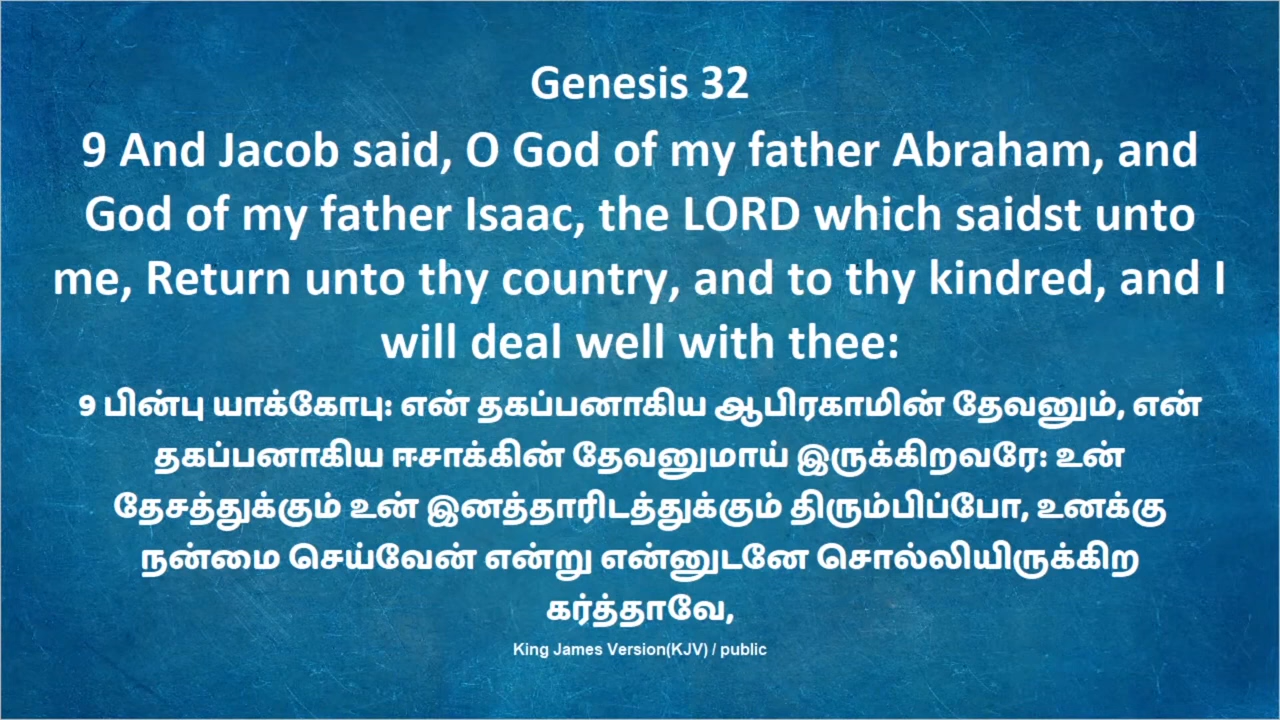 Genesis 32
9 And Jacob said, O God of my father Abraham, and
God of my father Isaac, the LORD which saidst unto
me, Return unto thy country, and to thy kindred, and I
will deal well with thee:
9 பின்பு யாக்கோபு: என் தகப்பனாகிய ஆபிரகாமின் தேவனும், என்
தகப்பனாகிய ஈசாக்கின் தேவனுமாய் இருக்கிறவரே: உன்
தேசத்துக்கும் உன் இனத்தாரிடத்துக்கும் திரும்பிப்போ, உனக்கு
நன்மை செய்வேன் என்று என்னுடனே சொல்லியிருக்கிற
கர்த்தாவே,
King James Version(KJV) / public